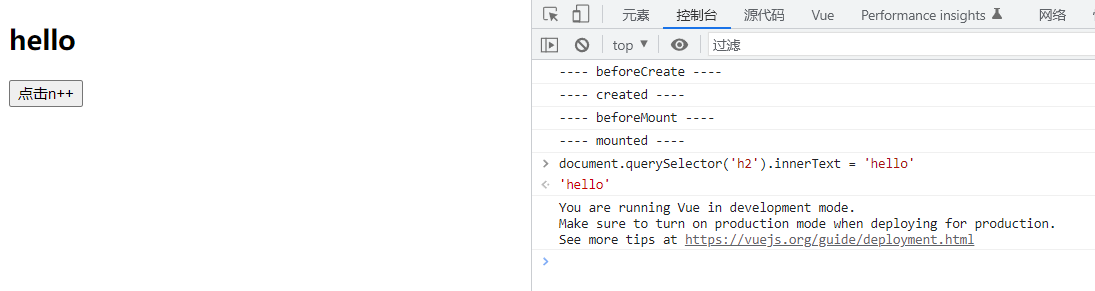 hello
点击n++
元素 控制台 源代码 Vue Performance insights 网络
top 过滤
---- beforeCreate ----
---- created ----
---- beforeMount ----
---- mounted ----
document.querySelector('h2').innerText = 'hello'
'hello'
You are running Vue in development mode.
Make sure to turn on production mode when deploying for production.
See more tips at https://vuejs.org/guide/deployment.html